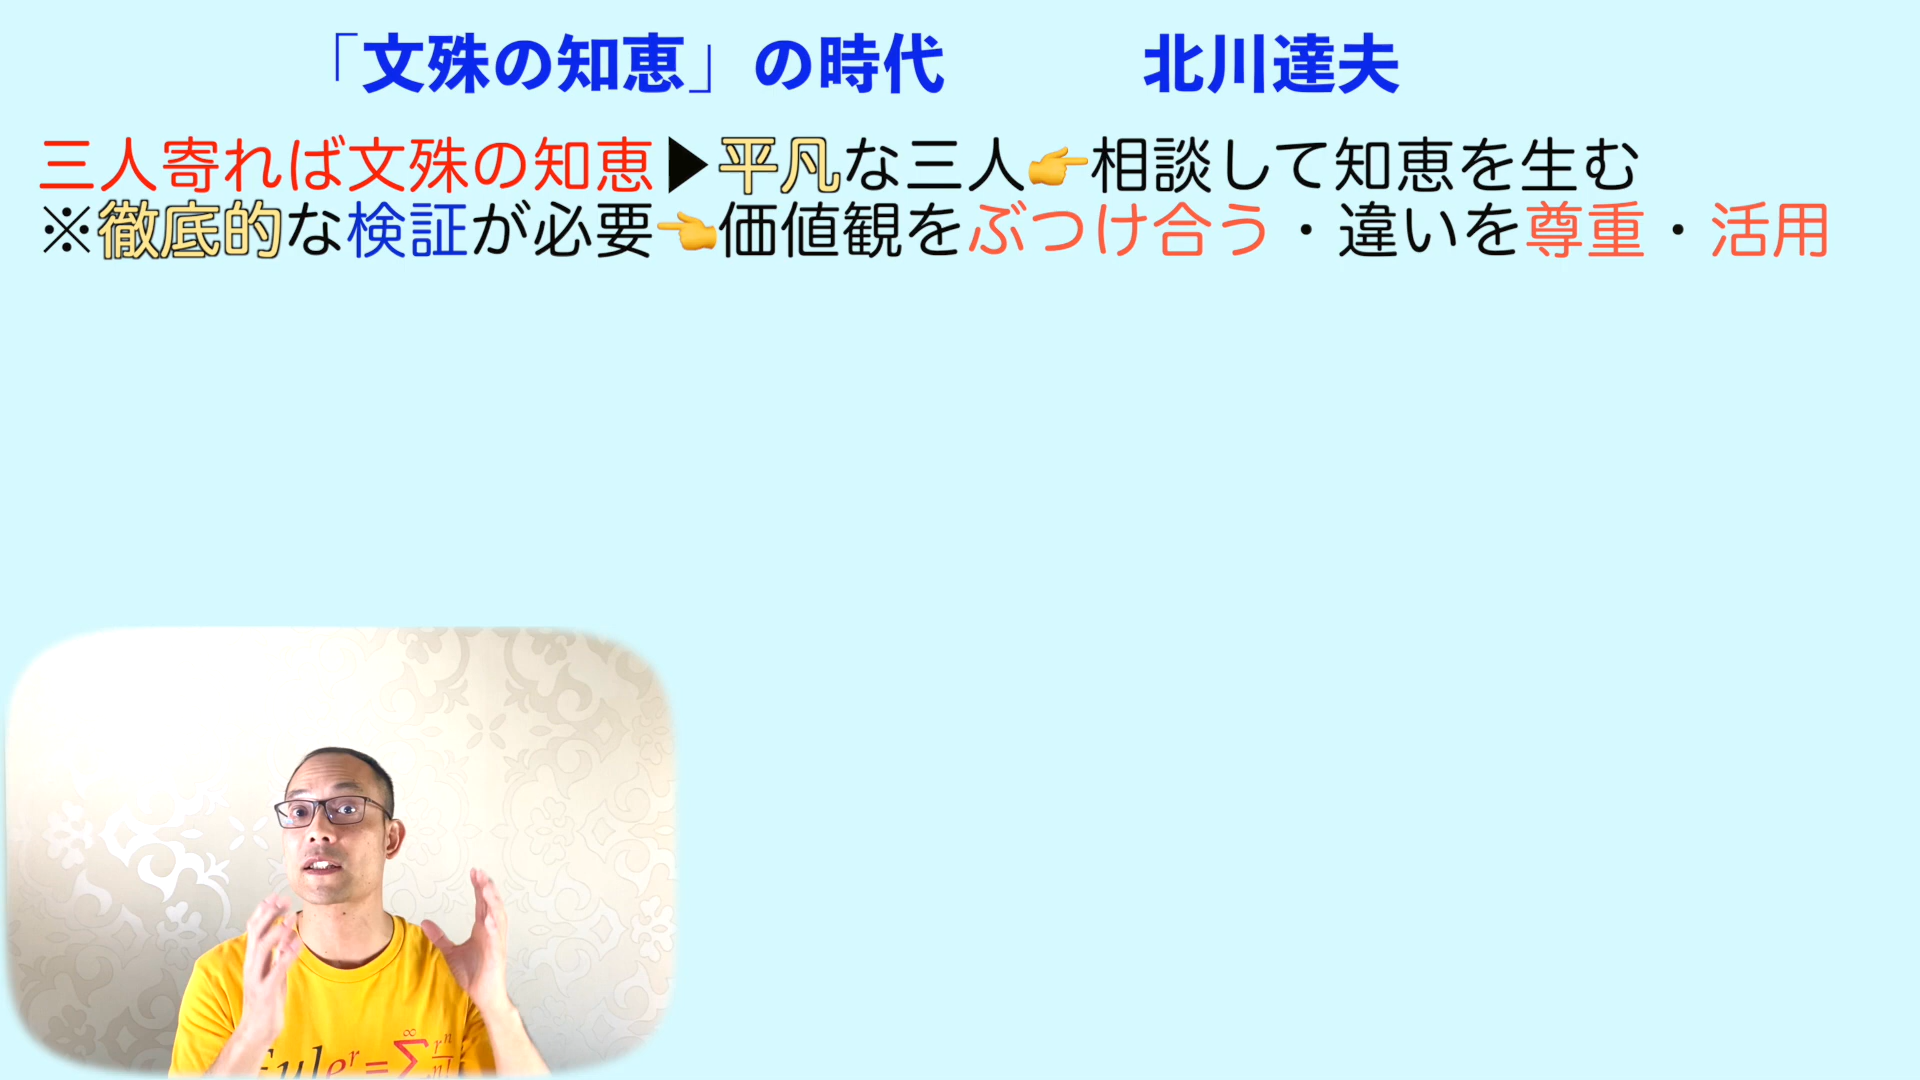 「文殊の知恵」の時代 北川達夫
三人寄れば文殊の知恵▶平凡な三人👉相談して知恵を生む
※徹底的な検証が必要👈価値観をぶつけ合う・違いを尊重・活用